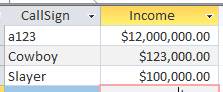 CallSign Income
a123 $12,000,000.00
Cowboy $123,000.00
Slayer $100,000.00